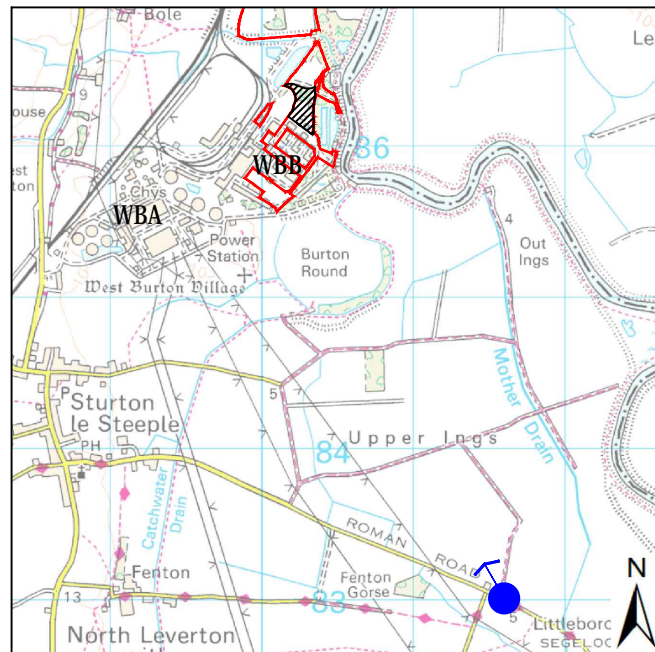 Bole
Le
9
ouse
est
rton
86
WBB
Chys
WBA
4
Out
Ings
Power
Station
Burton
Round
West Burton Village
Mother
Drain
5
P
Sturton
le Steeple
PH
84
Upper Ings
Catchwater
Drain
ROMAN
ROAD
Fenton
Fenton
Gorse
N
13
83
5
Littleboro
North Leverton
SEGELOC